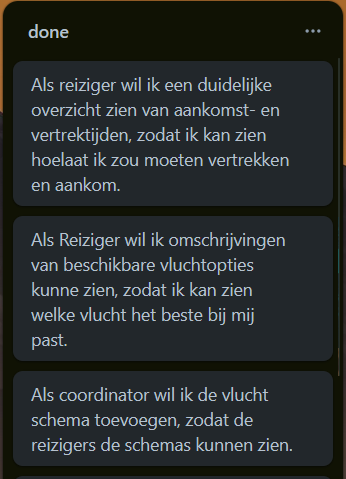 done
Als reiziger wil ik een duidelijke
overzicht zien van aankomst- en
vertrektijden, zodat ik kan zien
hoelaat ik zou moeten vertrekken
en aankom.
Als Reiziger wil ik omschrijvingen
van beschikbare vluchtopties
kunne zien, zodat ik kan zien
welke vlucht het beste bij mij
past.
Als coordinator wil ik de vlucht
schema toevoegen, zodat de
reizigers de schemas kunnen zien.